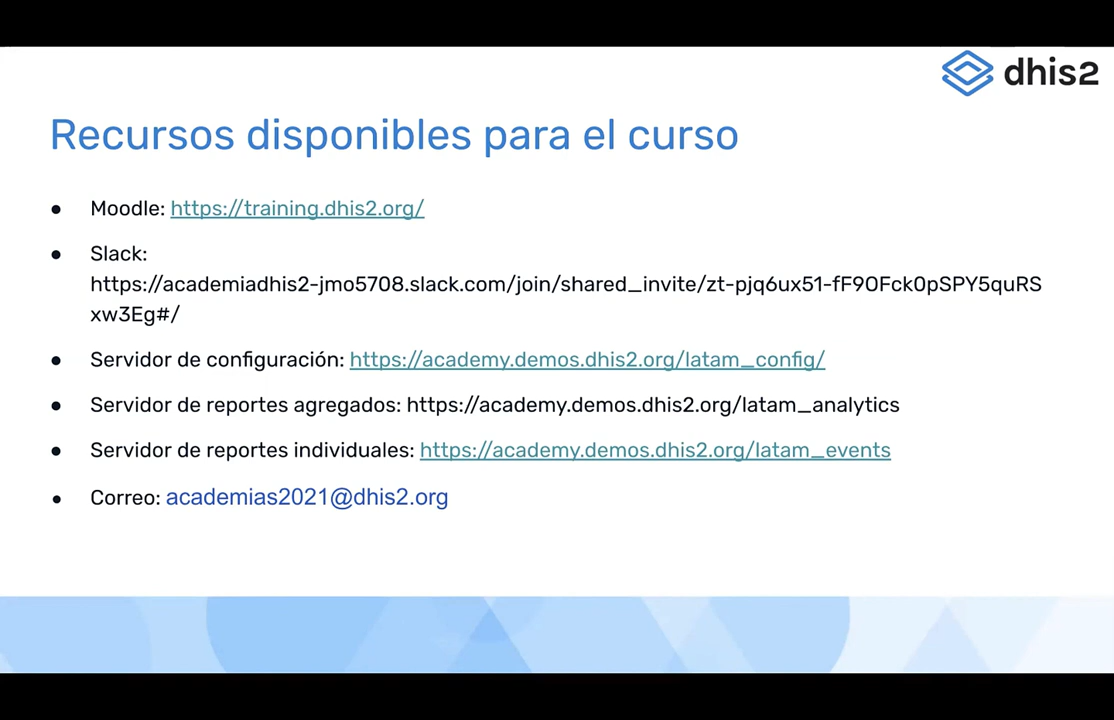 dhis2
Recursos disponibles para el curso
● Moodle: https://training.dhis2.org/
● Slack:
https://academiadhis2-jmo5708.slack.com/join/shared_invite/zt-pjq6ux51-fF9OFck0pSPY5quRS
xw3Eg#/
● Servidor de configuración: https://academy.demos.dhis2.org/latam_config/
● Servidor de reportes agregados: https://academy.demos.dhis2.org/latam_analytics
● Servidor de reportes individuales: https://academy.demos.dhis2.org/latam_events
● Correo: academias2021@dhis2.org